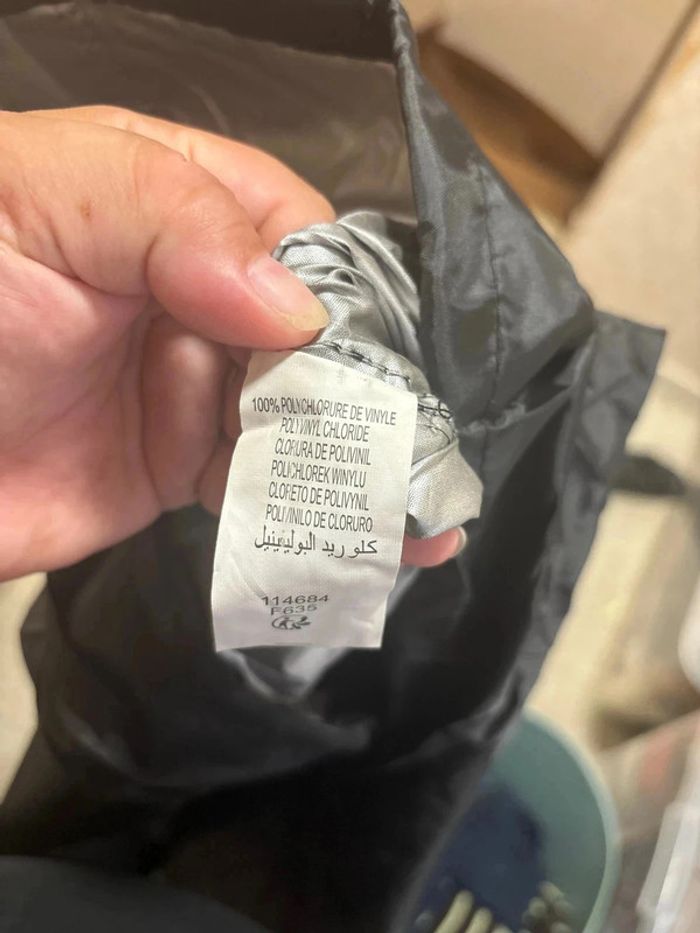 100% POLYCHLORURE DE VINYLE
POLYVINYL CHLORIDE
CLORURA DE POLIVINIL
POLICHLOREK WINYLU
CLORETO DE POLIVYNIL
POLIVINILO DE CLORURO
كلوريد البوليفينيل
114684
F635